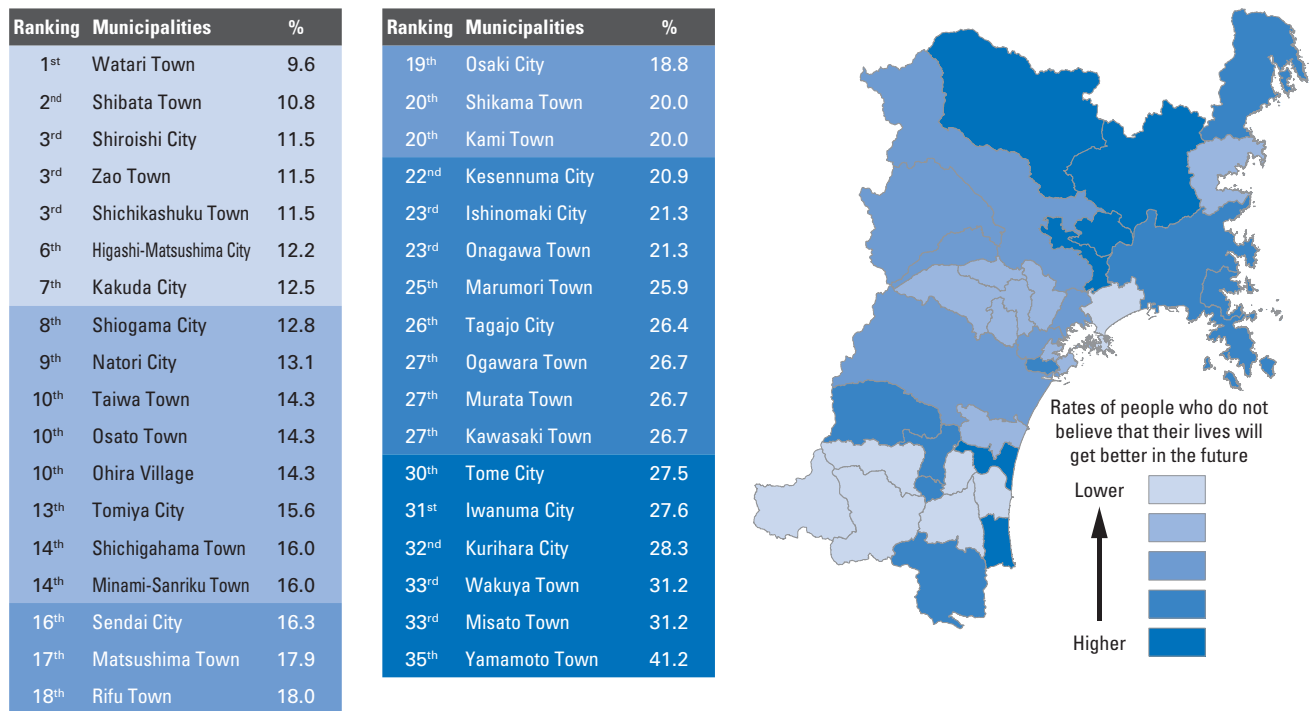 Ranking Municipalities %
1st Watari Town 9.6
2nd Shibata Town 10.8
3rd Shiroishi City 11.5
3rd Zao Town 11.5
3rd Shichikashuku Town 11.5
6th Higashi-Matsushima City 12.2
7th Kakuda City 12.5
8th Shiogama City 12.8
9th Natori City 13.1
10th Taiwa Town 14.3
10th Osato Town 14.3
10th Ohira Village 14.3
13th Tomiya City 15.6
14th Shichigahama Town 16.0
14th Minami-Sanriku Town 16.0
16th Sendai City 16.3
17th Matsushima Town 17.9
18th Rifu Town 18.0
Ranking Municipalities %
19th Osaki City 18.8
20th Shikama Town 20.0
20th Kami Town 20.0
22nd Kesennuma City 20.9
23rd Ishinomaki City 21.3
23rd Onagawa Town 21.3
25th Marumori Town 25.9
26th Tagajo City 26.4
27th Ogawara Town 26.7
27th Murata Town 26.7
27th Kawasaki Town 26.7
30th Tome City 27.5
31st Iwanuma City 27.6
32nd Kurihara City 28.3
33rd Wakuya Town 31.2
33rd Misato Town 31.2
35th Yamamoto Town 41.2
Rates of people who do not
believe that their lives will
get better in the future
Lower
Higher